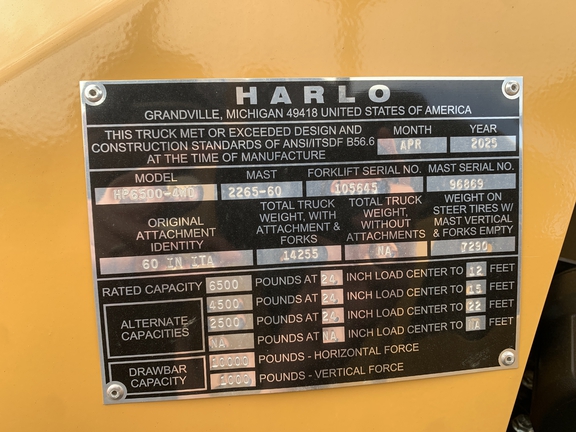 HARLO
GRANDVILLE, MICHIGAN 49418 UNITED STATES OF AMERICA
THIS TRUCK MET OR EXCEEDED DESIGN AND
CONSTRUCTION STANDARDS OF ANSI/ITSDF B56.6
AT THE TIME OF MANUFACTURE
MONTH YEAR
APR 2025
MODEL MAST FORKLIFT SERIAL NO. MAST SERIAL NO.
2265-60 105645 96869
ORIGINAL
ATTACHMENT
IDENTITY
60 IN ITA
TOTAL TRUCK
WEIGHT, WITH
ATTACHMENT &
FORKS
14255
TOTAL TRUCK
WEIGHT,
WITHOUT
ATTACHMENTS
NA
WEIGHT ON
STEER TIRES W/
MAST VERTICAL
& FORKS EMPTY
7290
RATED CAPACITY 6500 POUNDS AT 24 INCH LOAD CENTER TO 12 FEET
ALTERNATE
CAPACITIES
4500 POUNDS AT 24 INCH LOAD CENTER TO 15 FEET
2500 POUNDS AT 24 INCH LOAD CENTER TO 22 FEET
NA POUNDS AT NA INCH LOAD CENTER TO NA FEET
DRAWBAR
CAPACITY
10000 POUNDS - HORIZONTAL FORCE
1000 POUNDS - VERTICAL FORCE